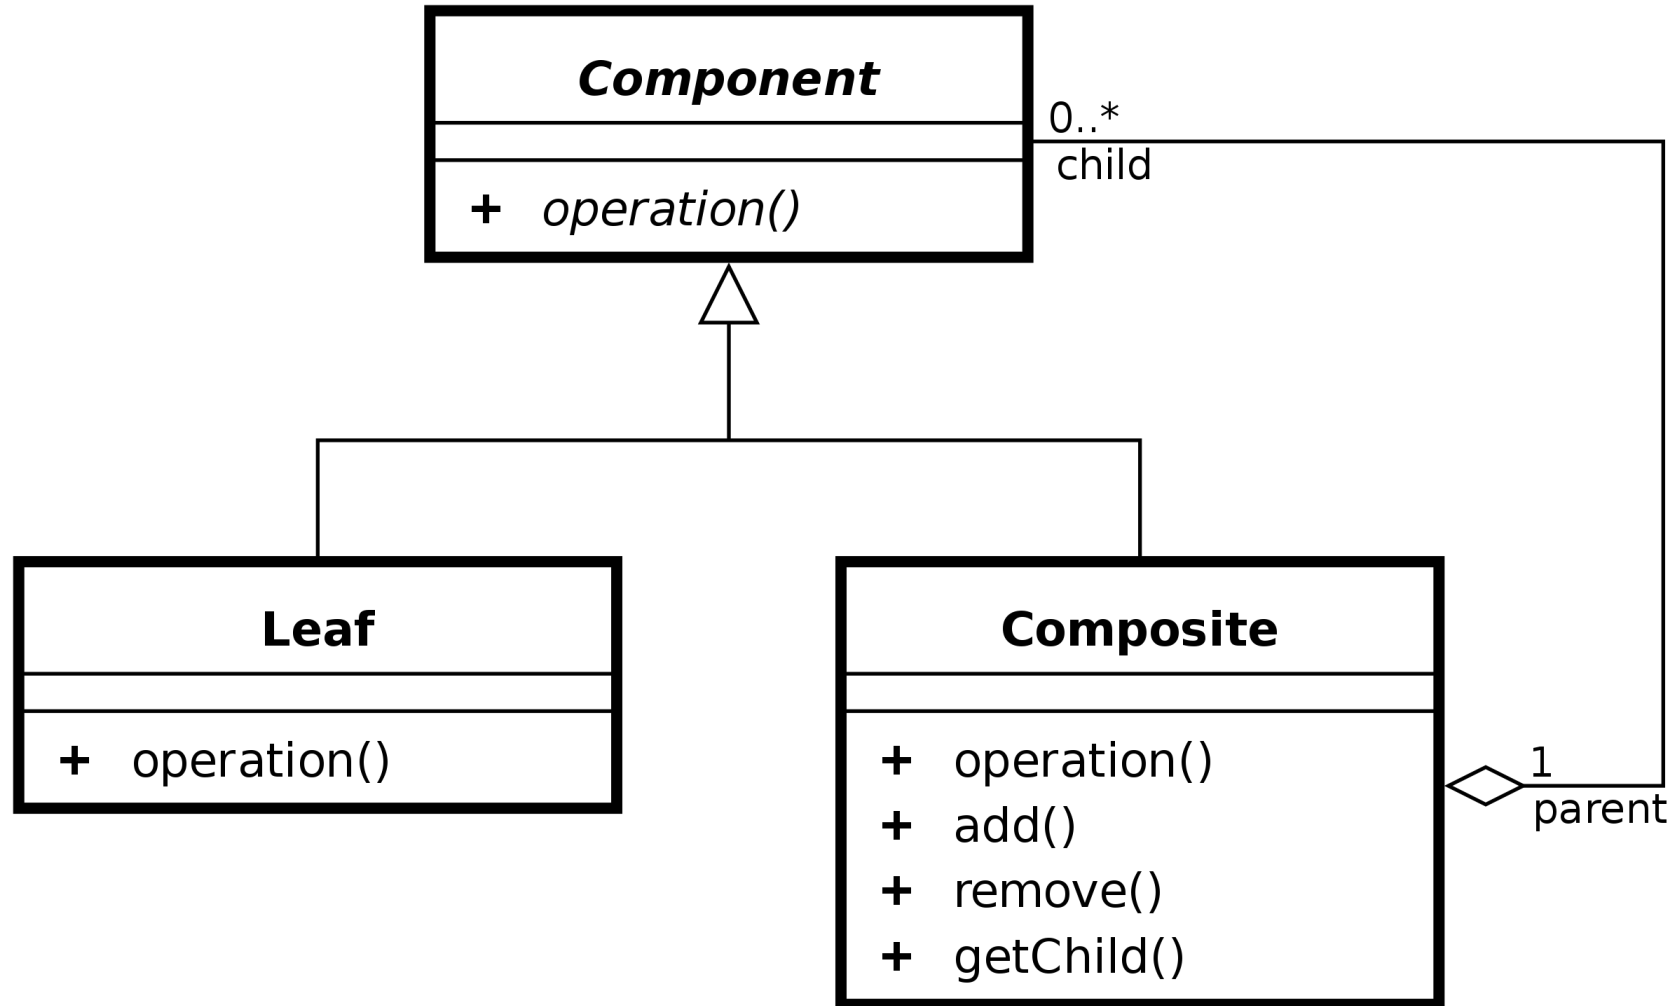 Component
0..*
child
+ operation()
Leaf
+ operation()
Composite
+ operation()
+ add()
+ remove()
+ getChild()
1
parent